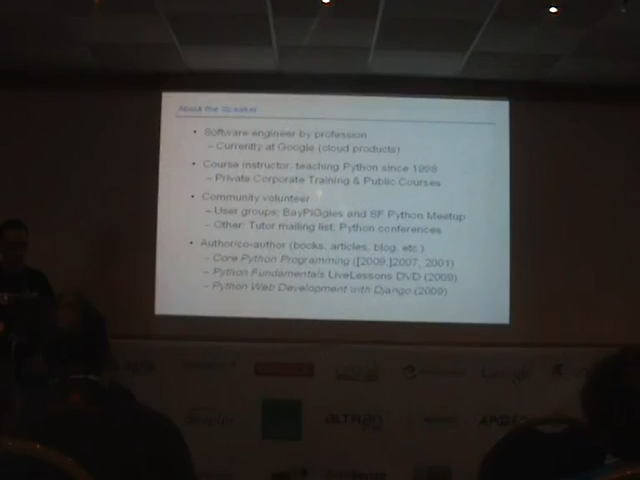 About the Speaker
• Software engineer by profession
– Currently at Google (cloud products)
• Course instructor: teaching Python since 1998
– Private Corporate Training & Public Courses
• Community volunteer
– User groups: BayPIGgies and SF Python Meetup
– Other: Tutor mailing list; Python conferences
• Author/co-author (books, articles, blog, etc.)
– Core Python Programming ([2009,]2007, 2001)
– Python Fundamentals LiveLessons DVD (2009)
– Python Web Development with Django (2009)
Google
ALTRAN